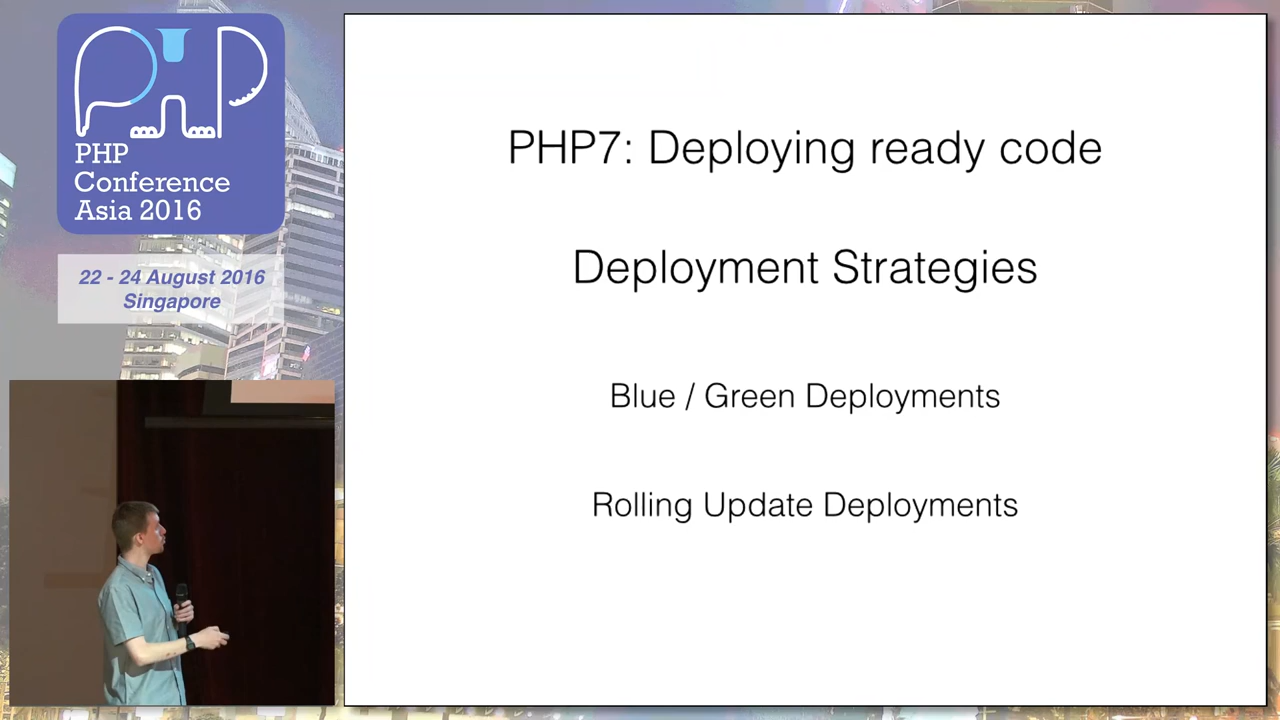 PHP
PHP
Conference
Asia 2016
22 - 24 August 2016
Singapore
PHP7: Deploying ready code
Deployment Strategies
Blue / Green Deployments
Rolling Update Deployments